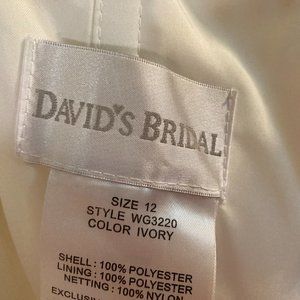 DAVID'S BRIDAL
SIZE 12
STYLE WG3220
COLOR IVORY
SHELL : 100% POLYESTER
LINING : 100% POLYESTER
NETTING : 100% NYLON